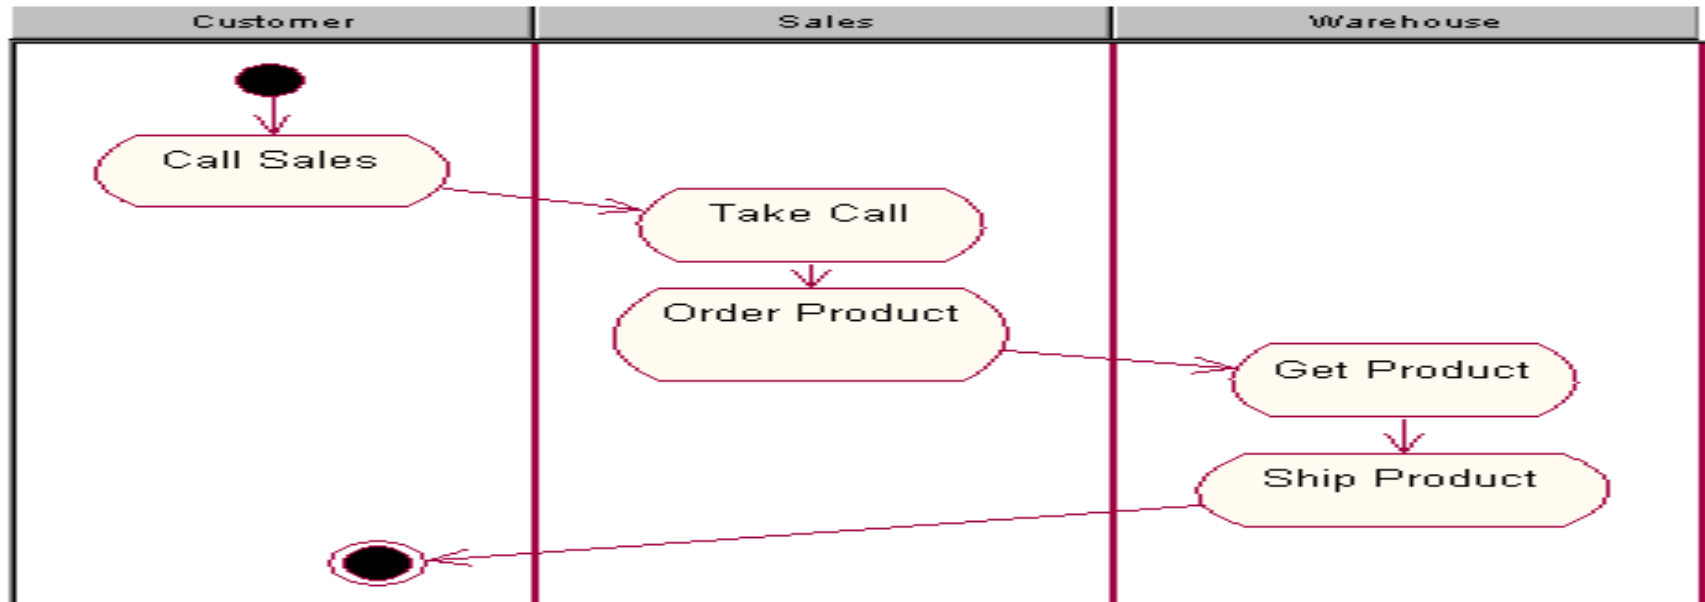 Customer
Sales
Warehouse
Call Sales
Take Call
Order Product
Get Product
Ship Product